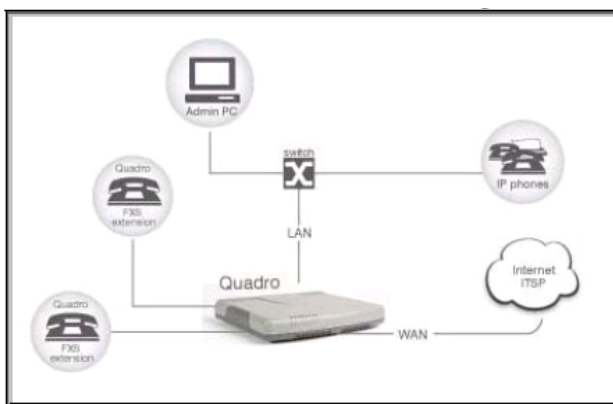 Admin PC
switch
IP phones
Quadro
FXS
extension
LAN
Quadro
Internet
ITSP
Quadro
FXS
extension
WAN